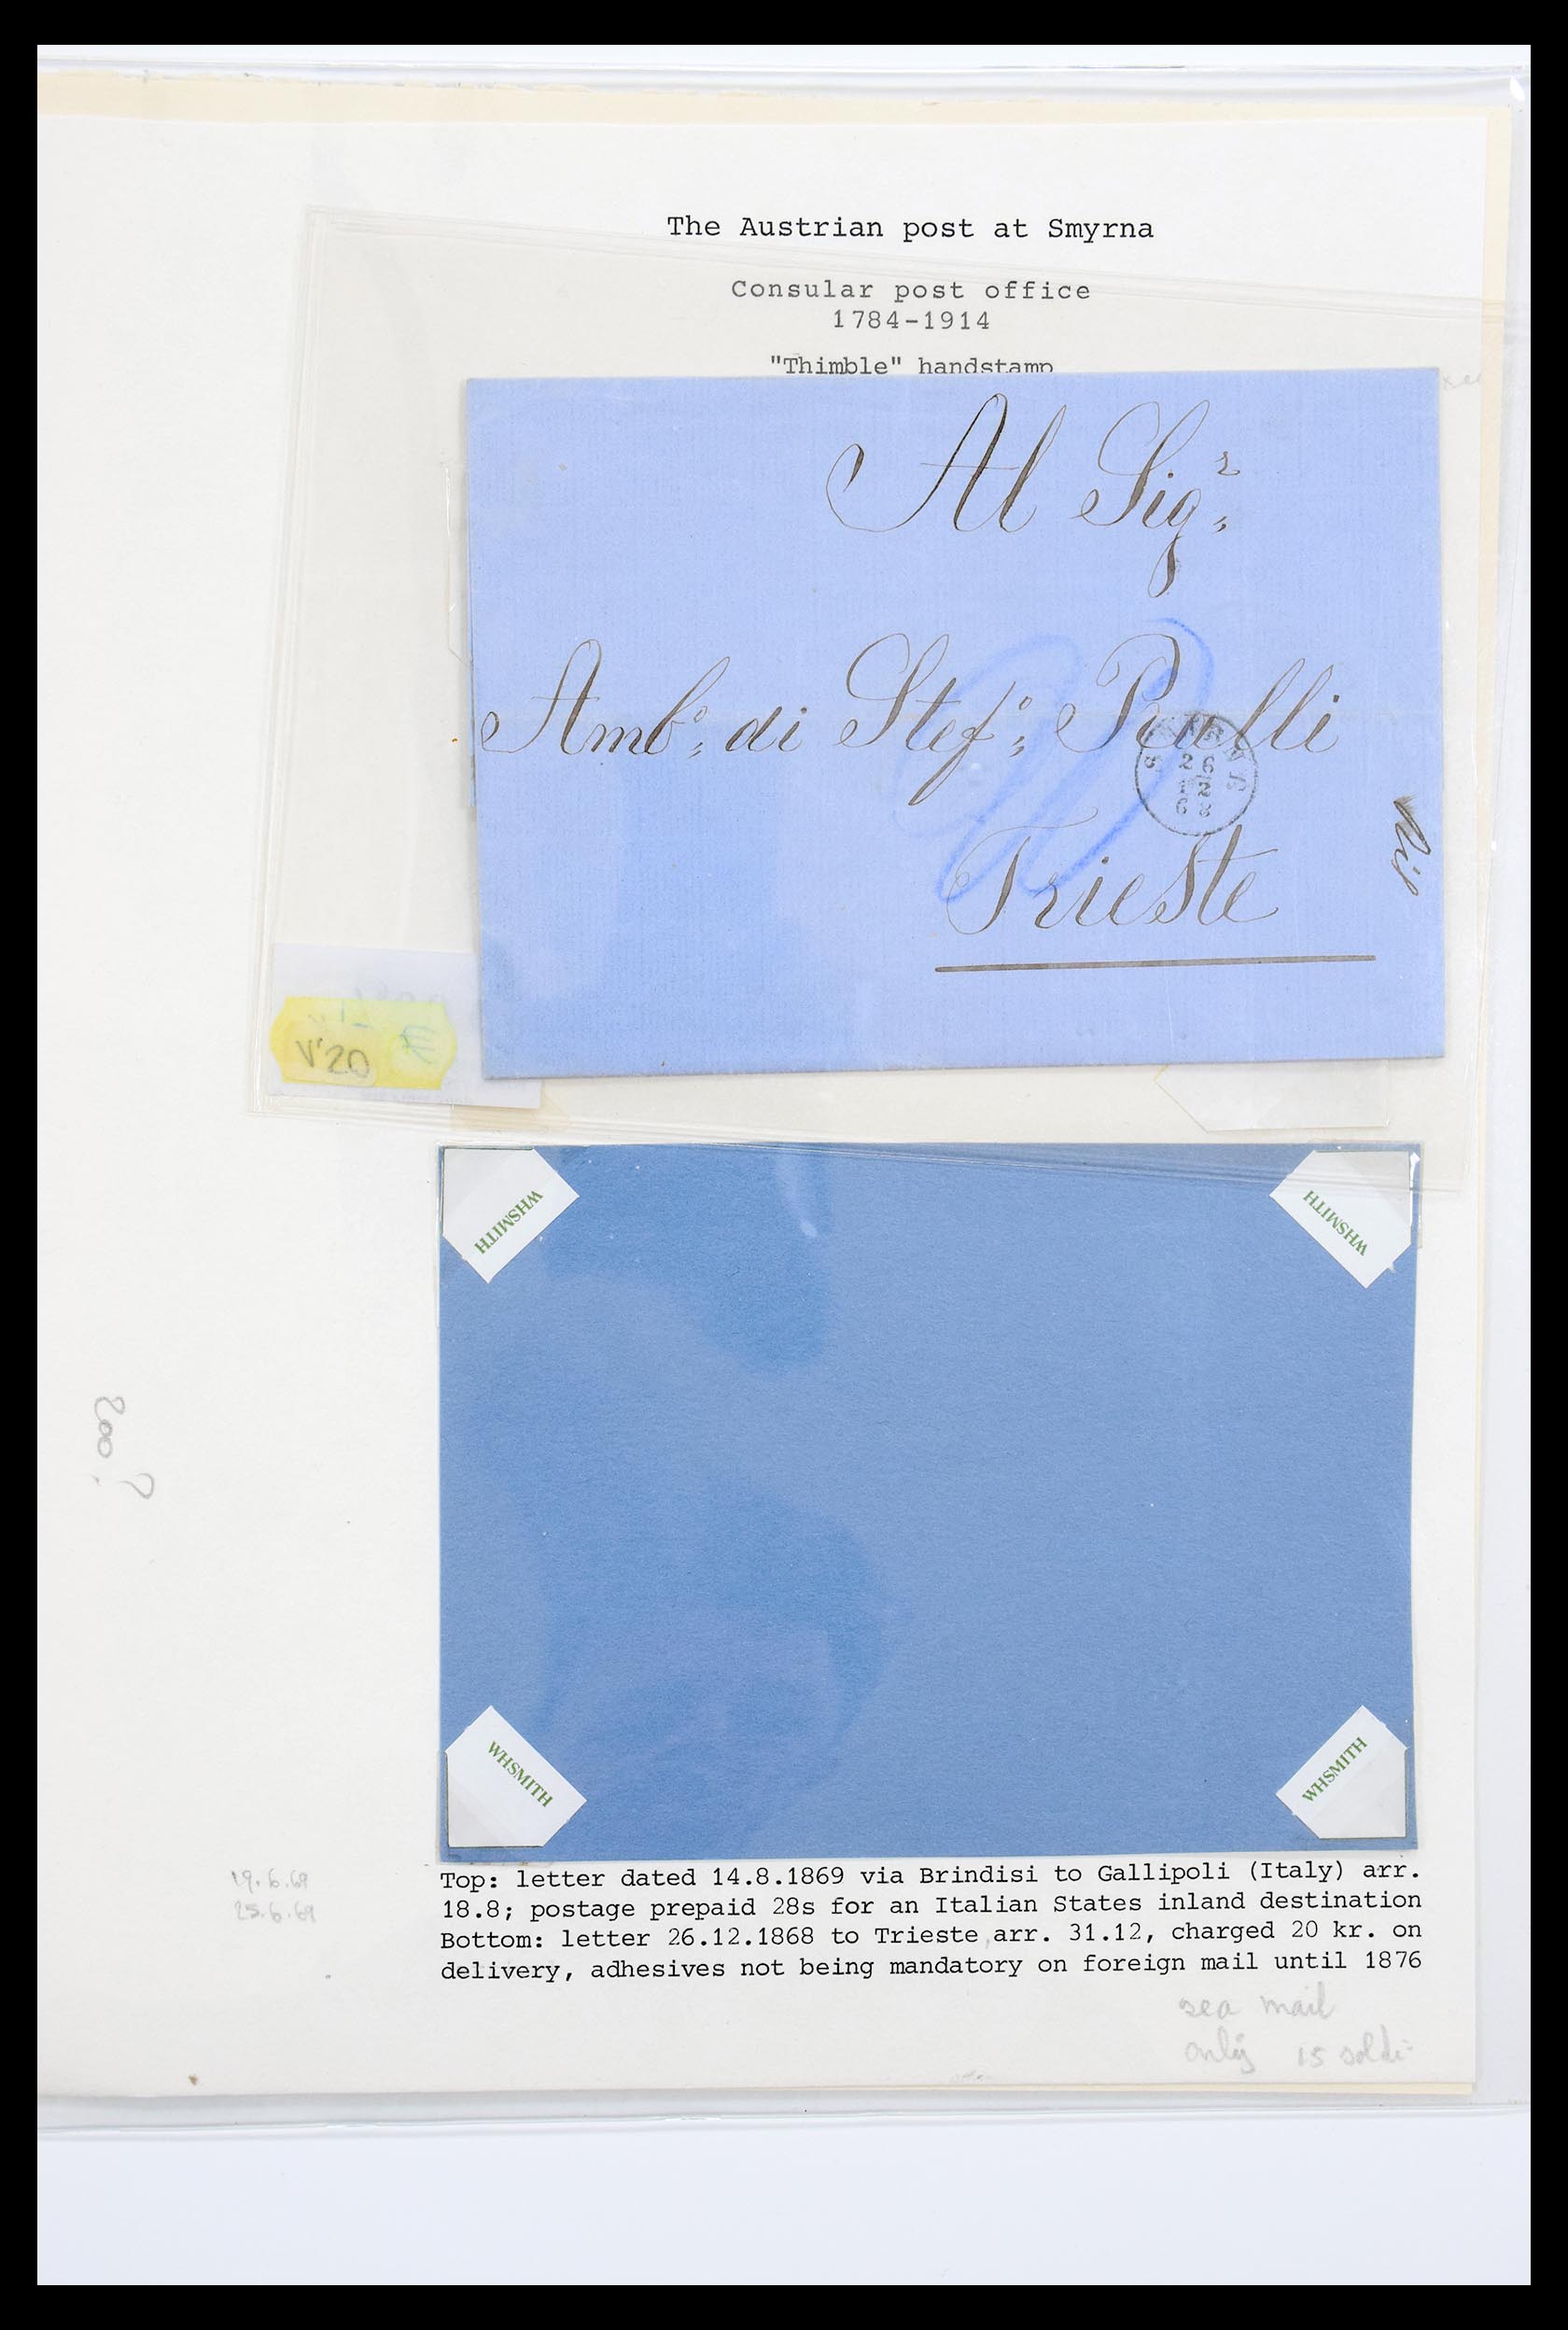 The Austrian post at Smyrna
Consular post office
1784-1914
"Thimble" handstamp
Al Sigr.
Ambo. di Stefo. Ralli
26
12
68
Trieste
V'20 €
WHSMITH
WHSMITH
800?
WHSMITH
WHSMITH
19.6.69
25.6.69
Top: letter dated 14.8.1869 via Brindisi to Gallipoli (Italy) arr.
18.8; postage prepaid 28s for an Italian States inland destination
Bottom: letter 26.12.1868 to Trieste arr. 31.12, charged 20 kr. on
delivery, adhesives not being mandatory on foreign mail until 1876
sea mail
only 15 soldi